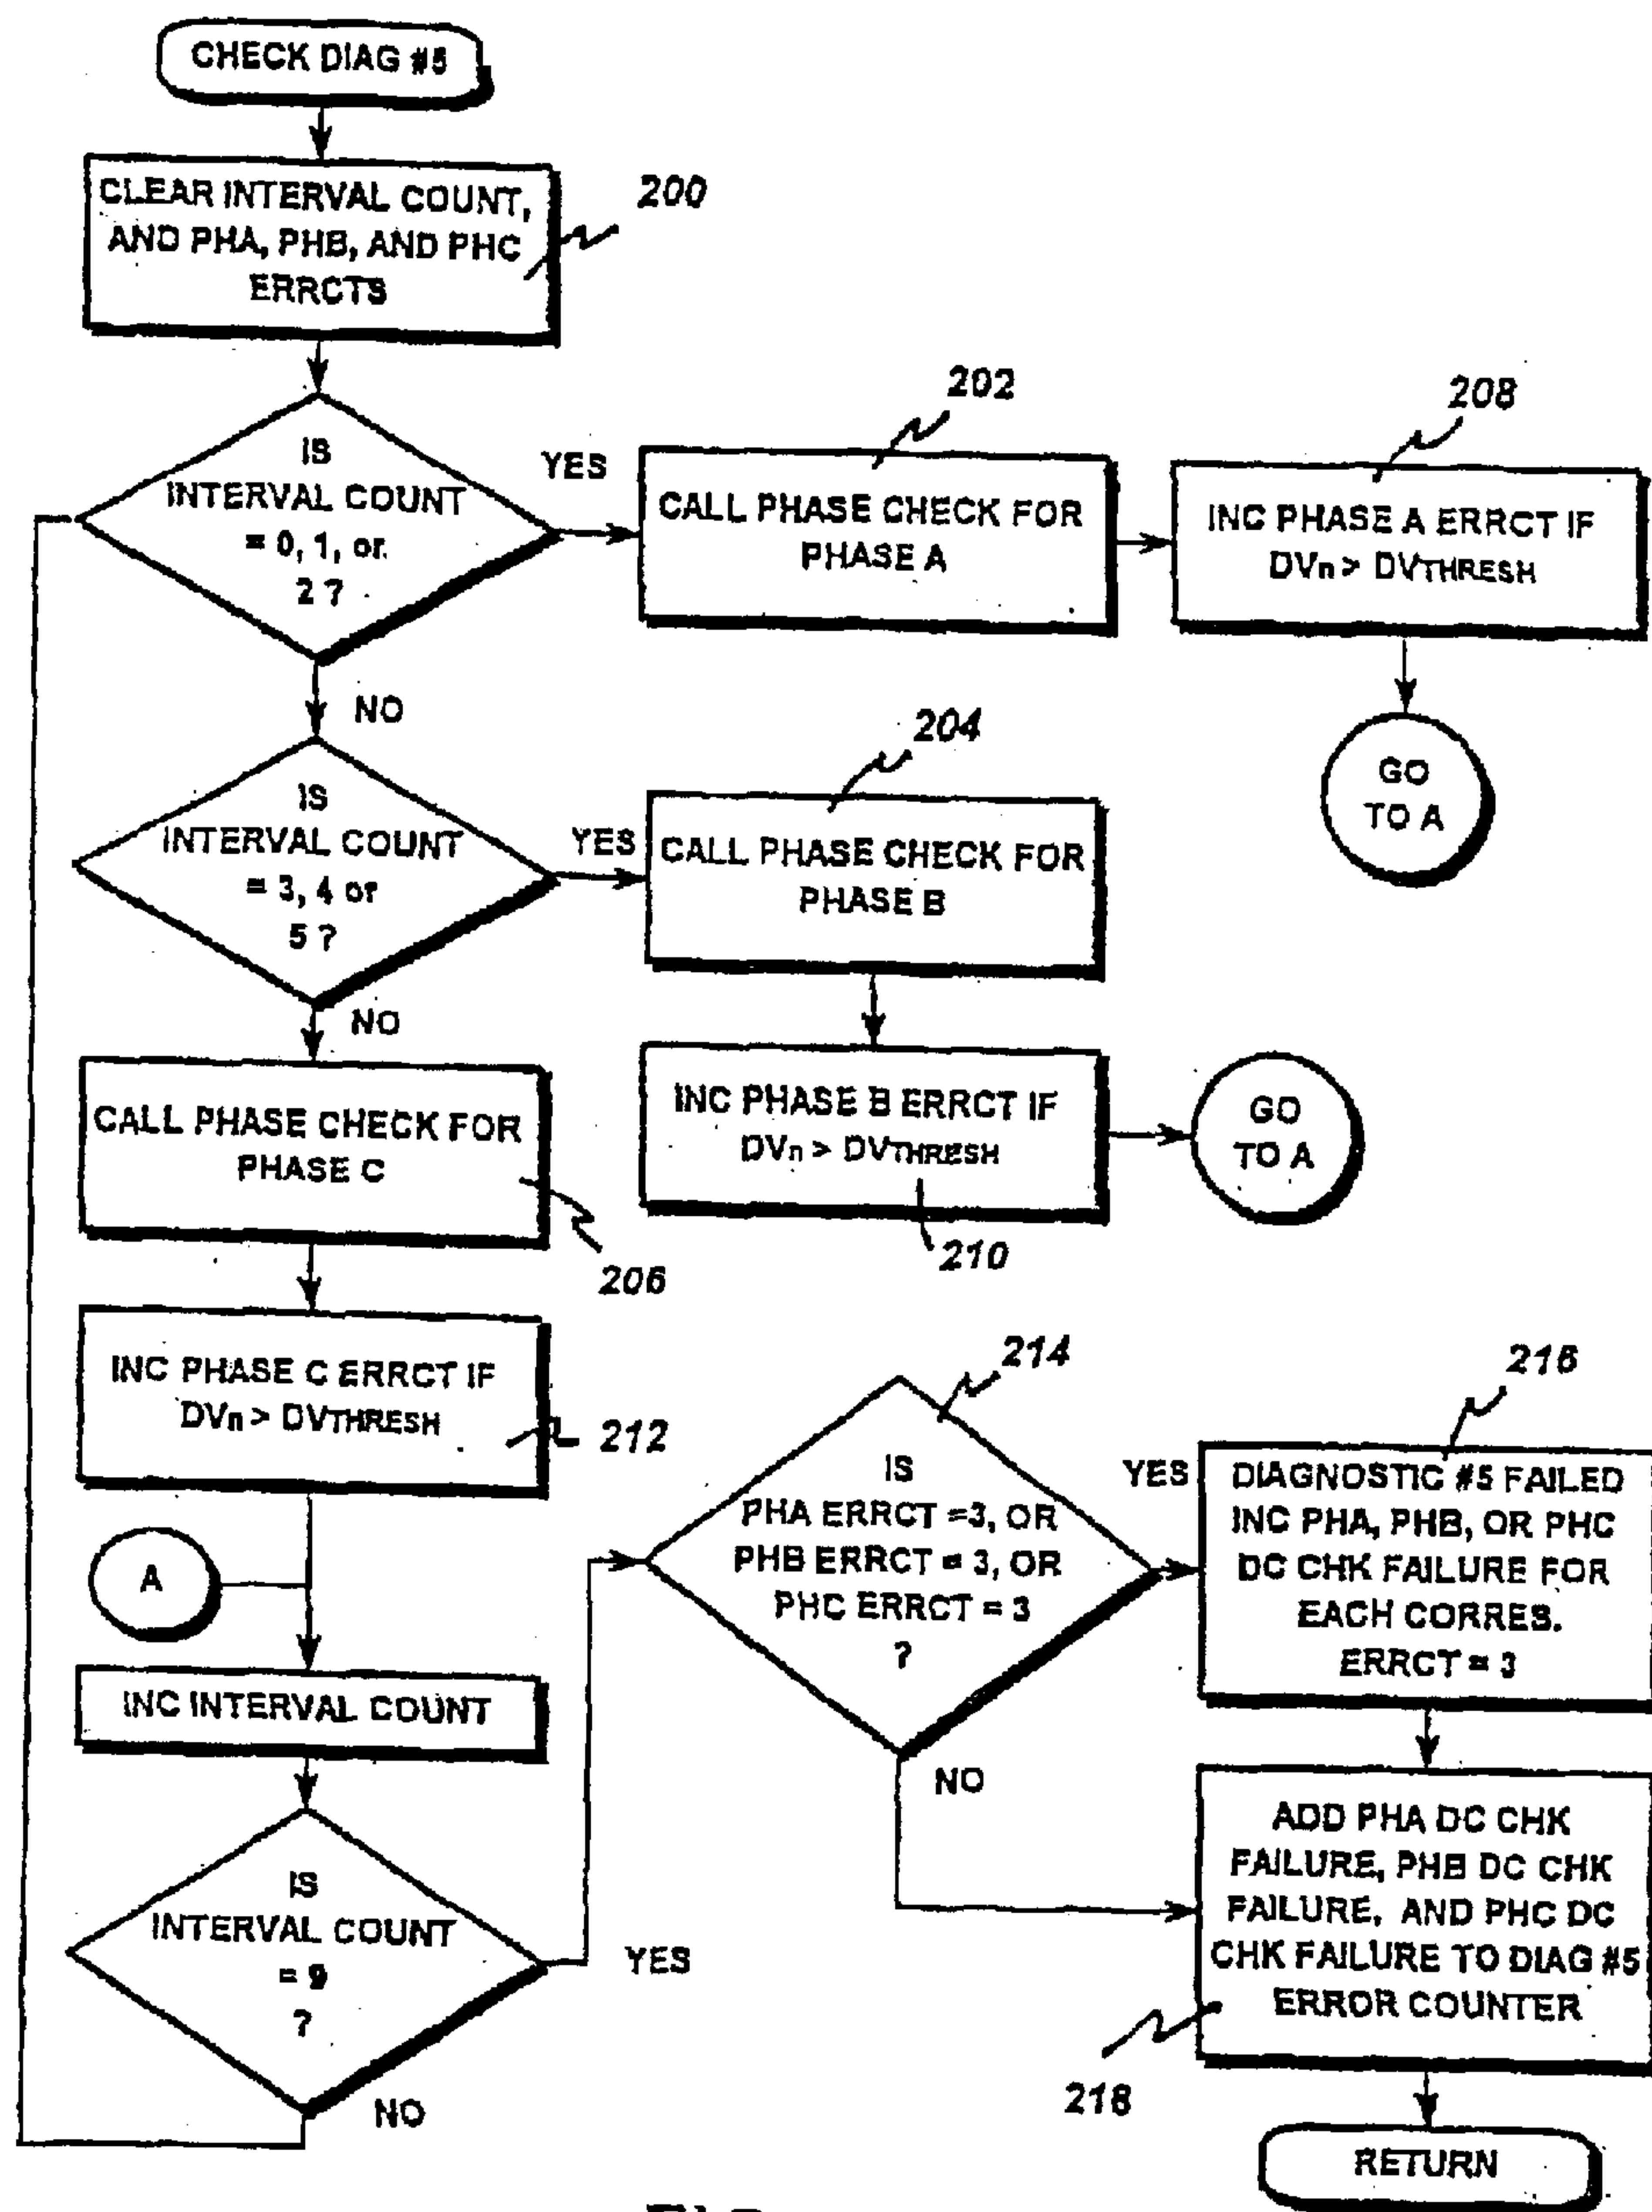 CHECK DIAG #5
CLEAR INTERVAL COUNT,
AND PHA, PHB, AND PHC
ERRCTS
200
IS
INTERVAL COUNT
= 0, 1, or
2 ?
YES
202
CALL PHASE CHECK FOR
PHASE A
208
INC PHASE A ERRCT IF
DVn > DVTHRESH
GO
TO A
NO
IS
INTERVAL COUNT
= 3, 4 or
5 ?
YES
204
CALL PHASE CHECK FOR
PHASE B
INC PHASE B ERRCT IF
DVn > DVTHRESH
210
GO
TO A
NO
CALL PHASE CHECK FOR
PHASE C
206
INC PHASE C ERRCT IF
DVn > DVTHRESH
212
A
INC INTERVAL COUNT
IS
INTERVAL COUNT
= 9
?
YES
NO
214
IS
PHA ERRCT =3, OR
PHB ERRCT = 3, OR
PHC ERRCT = 3
?
YES
NO
216
DIAGNOSTIC #5 FAILED
INC PHA, PHB, OR PHC
DC CHK FAILURE FOR
EACH CORRES.
ERRCT = 3
ADD PHA DC CHK
FAILURE, PHB DC CHK
FAILURE, AND PHC DC
CHK FAILURE TO DIAG #5
ERROR COUNTER
218
RETURN